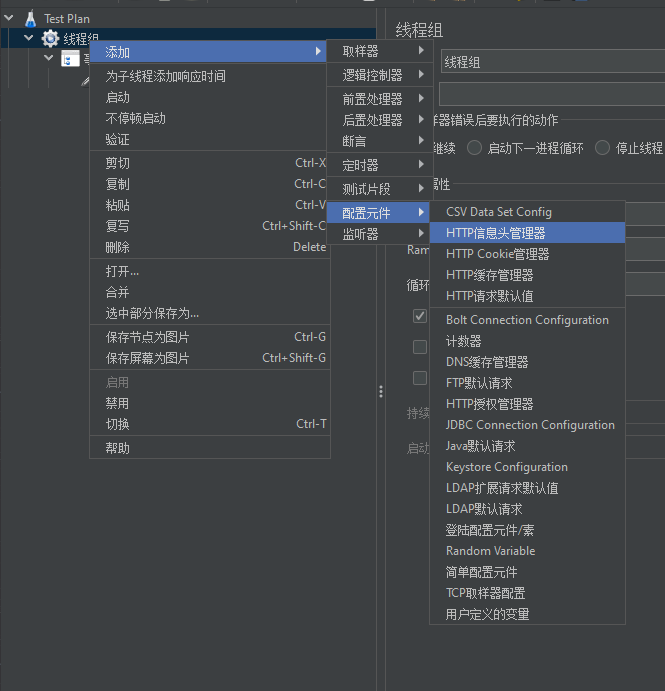 Test Plan
线程组
添加
为子线程添加响应时间
启动
不停顿启动
验证
剪切 Ctrl-X
复制 Ctrl-C
粘贴 Ctrl-V
复写 Ctrl+Shift-C
删除 Delete
打开...
合并
选中部分保存为...
保存节点为图片 Ctrl-G
保存屏幕为图片 Ctrl+Shift-G
启用
禁用
切换 Ctrl-T
帮助
取样器
逻辑控制器
前置处理器
后置处理器
断言
定时器
测试片段
配置元件
监听器
CSV Data Set Config
HTTP信息头管理器
HTTP Cookie管理器
HTTP缓存管理器
HTTP请求默认值
Bolt Connection Configuration
计数器
DNS缓存管理器
FTP默认请求
HTTP授权管理器
JDBC Connection Configuration
Java默认请求
Keystore Configuration
LDAP扩展请求默认值
LDAP默认请求
登陆配置元件/素
Random Variable
简单配置元件
TCP取样器配置
用户定义的变量
线程组
线程组
样器错误后要执行的动作
继续 启动下一进程循环 停止线程
属性
Ram
循环
持续
启动